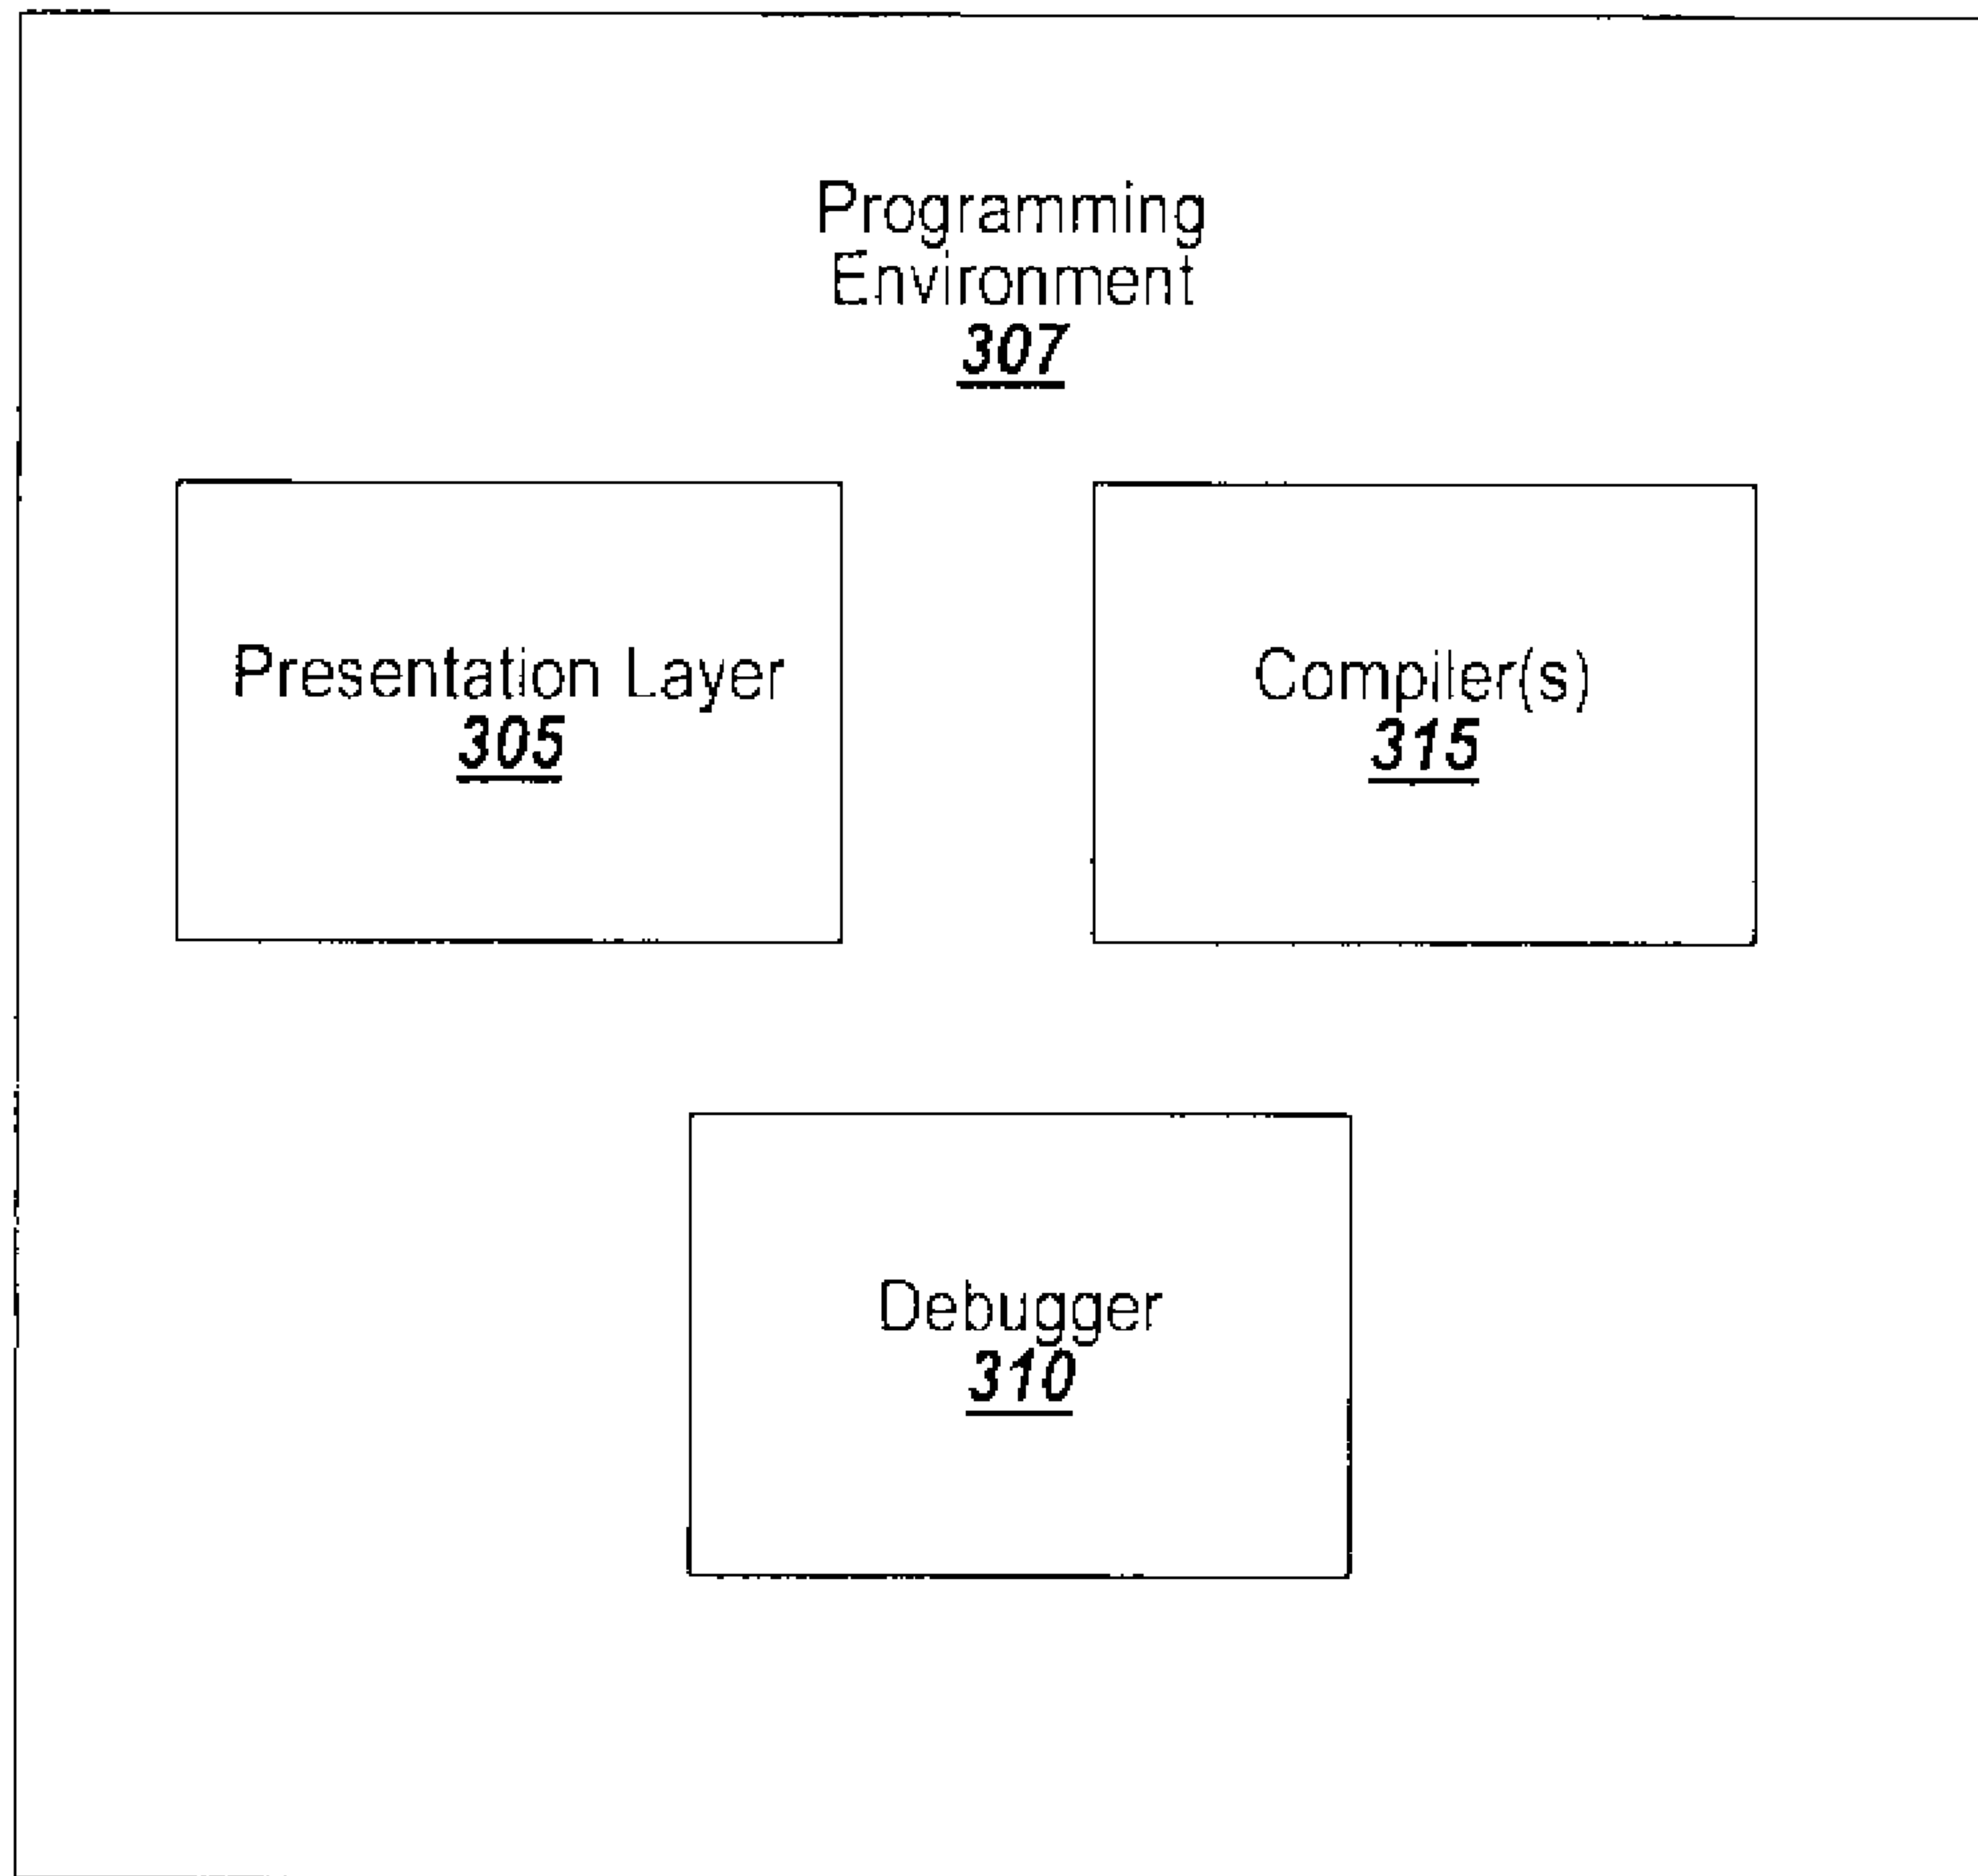 Programming
Environment
307
Presentation Layer
305
Compiler(s)
315
Debugger
310